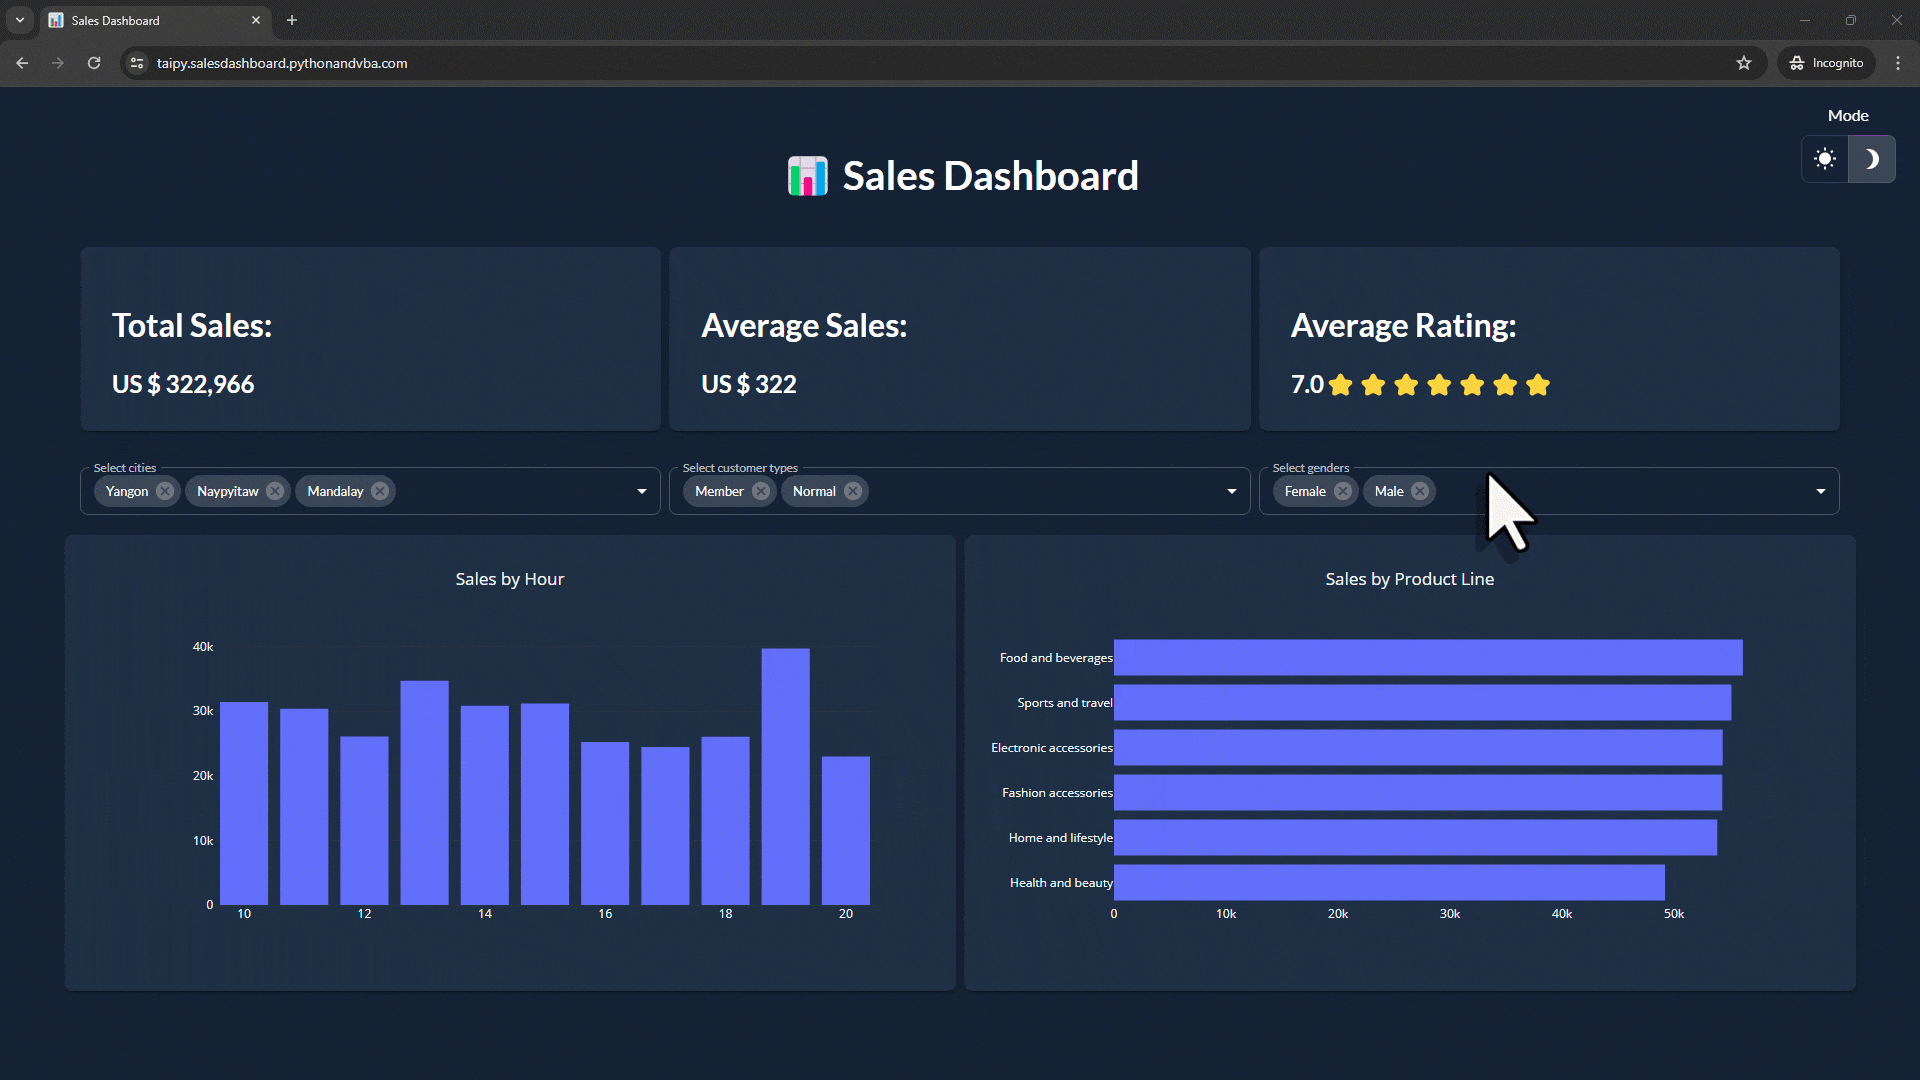 Sales Dashboard
taipy.salesdashboard.pythonandvba.com
Incognito
Mode
Sales Dashboard
Total Sales:
US $ 322,966
Average Sales:
US $ 322
Average Rating:
7.0
Select cities
Yangon
Naypyitaw
Mandalay
Select customer types
Member
Normal
Select genders
Female
Male
Sales by Hour
40k
30k
20k
10k
0
10
12
14
16
18
20
Sales by Product Line
Food and beverages
Sports and travel
Electronic accessories
Fashion accessories
Home and lifestyle
Health and beauty
0
10k
20k
30k
40k
50k